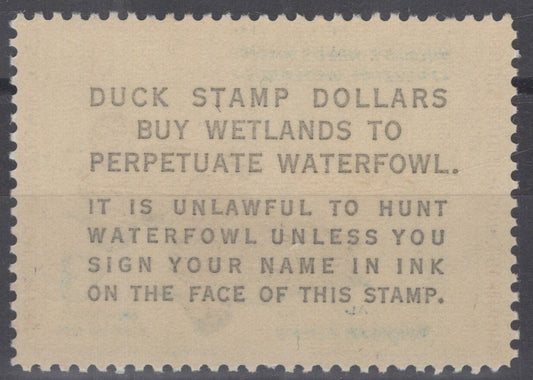 DUCK STAMP DOLLARS
BUY WETLANDS TO
PERPETUATE WATERFOWL.
IT IS UNLAWFUL TO HUNT
WATERFOWL UNLESS YOU
SIGN YOUR NAME IN INK
ON THE FACE OF THIS STAMP.